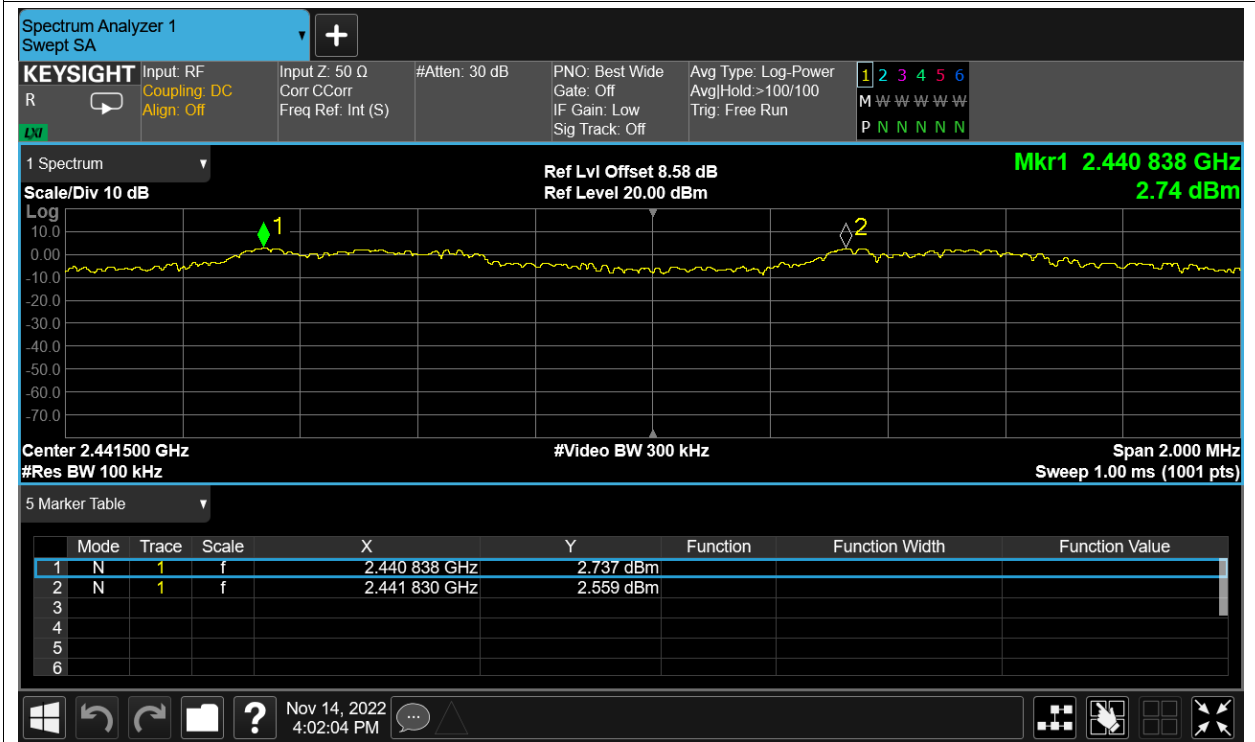 Spectrum Analyzer 1
Swept SA
KEYSIGHT Input: RF Input Z: 50 Ω #Atten: 30 dB PNO: Best Wide Avg Type: Log-Power 1 2 3 4 5 6
R Coupling: DC Corr CCorr Gate: Off Avg|Hold:>100/100 M W W W W W
Align: Off Freq Ref: Int (S) IF Gain: Low Trig: Free Run
LXI Sig Track: Off P N N N N N
1 Spectrum Ref Lvl Offset 8.58 dB Mkr1 2.440 838 GHz
Scale/Div 10 dB Ref Level 20.00 dBm 2.74 dBm
Log
10.0 1 2
0.00
-10.0
-20.0
-30.0
-40.0
-50.0
-60.0
-70.0
Center 2.441500 GHz #Video BW 300 kHz Span 2.000 MHz
#Res BW 100 kHz Sweep 1.00 ms (1001 pts)
5 Marker Table
Mode Trace Scale X Y Function Function Width Function Value
1 N 1 f 2.440 838 GHz 2.737 dBm
2 N 1 f 2.441 830 GHz 2.559 dBm
3
4
5
6
? Nov 14, 2022
4:02:04 PM